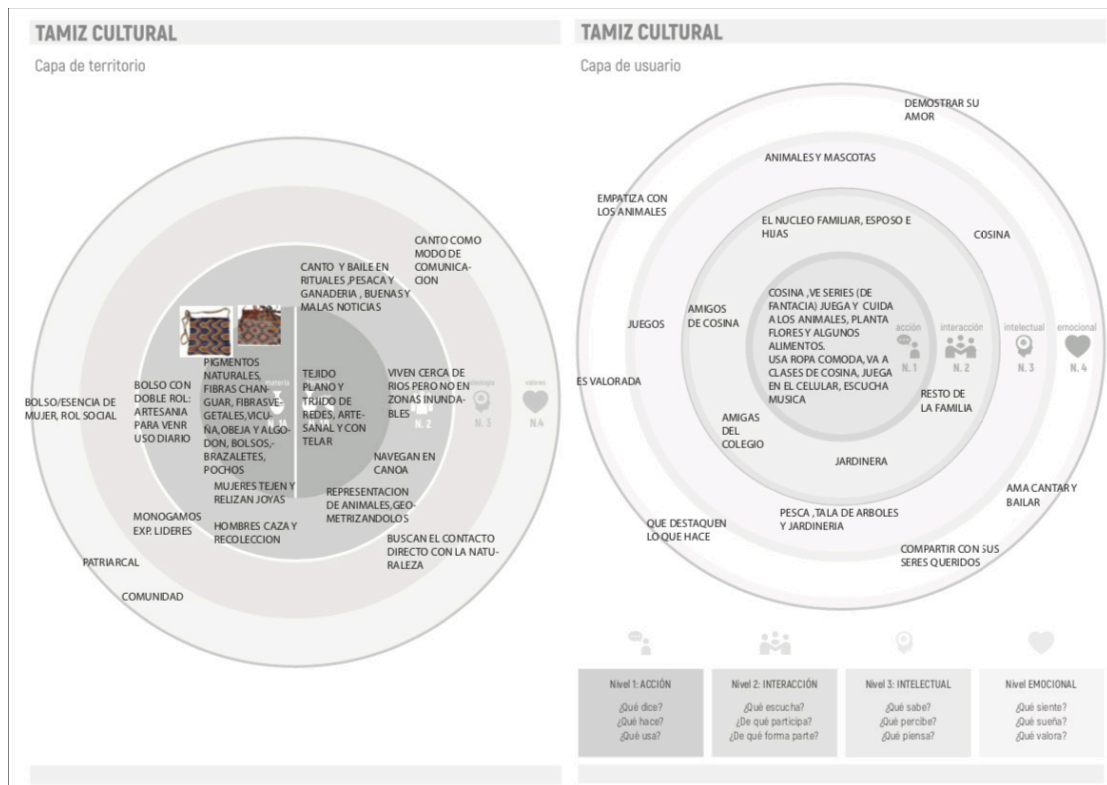 TAMIZ CULTURAL
Capa de territorio
CANTO COMO
MODO DE
COMUNICA-
CION
CANTO Y BAILE EN
RITUALES ,PESACA Y
GANADERIA , BUENAS Y
MALAS NOTICIAS
PIGMENTOS
NATURALES,
FIBRAS CHAN-
GUAR, FIBRASVE-
GETALES,VICU-
ÑA,OBEJA Y ALGO-
DON, BOLSOS,-
BRAZALETES,
POCHOS
TEJIDO
PLANO Y
TRJIDO DE
REDES, ARTE-
SANAL Y CON
TELAR
VIVEN CERCA DE
RIOS PERO NO EN
ZONAS INUNDA-
BLES
BOLSO CON
DOBLE ROL:
ARTESANIA
PARA VENR
USO DIARIO
BOLSO/ESENCIA DE
MUJER, ROL SOCIAL
valores
N. 2
N. 3
N.4
NAVEGAN EN
CANOA
MUJERES TEJEN Y
RELIZAN JOYAS
REPRESENTACION
DE ANIMALES,GEO-
METRIZANDOLOS
MONOGAMOS
EXP. LIDERES
HOMBRES CAZA Y
RECOLECCION
BUSCAN EL CONTACTO
DIRECTO CON LA NATU-
RALEZA
PATRIARCAL
COMUNIDAD
TAMIZ CULTURAL
Capa de usuario
DEMOSTRAR SU
AMOR
ANIMALES Y MASCOTAS
EMPATIZA CON
LOS ANIMALES
EL NUCLEO FAMILIAR, ESPOSO E
HIJAS
COSINA
COSINA ,VE SERIES (DE
FANTACIA) JUEGA Y CUIDA
A LOS ANIMALES, PLANTA
FLORES Y ALGUNOS
ALIMENTOS.
USA ROPA COMODA, VA A
CLASES DE COSINA, JUEGA
EN EL CELULAR, ESCUCHA
MUSICA
AMIGOS
DE COSINA
JUEGOS
acción
interacción
intelectual
emocional
N. 1
N. 2
N. 3
N. 4
ES VALORADA
RESTO DE
LA FAMILIA
AMIGAS
DEL
COLEGIO
JARDINERA
AMA CANTAR Y
BAILAR
PESCA ,TALA DE ARBOLES
Y JARDINERIA
QUE DESTAQUEN
LO QUE HACE
COMPARTIR CON SUS
SERES QUERIDOS
Nivel 1: ACCIÓN
¿Qué dice?
¿Qué hace?
¿Qué usa?
Nivel 2: INTERACCIÓN
¿Qué escucha?
¿De qué participa?
¿De qué forma parte?
Nivel 3: INTELECTUAL
¿Qué sabe?
¿Qué percibe?
¿Qué piensa?
Nivel EMOCIONAL
¿Qué siente?
¿Qué sueña?
¿Qué valora?